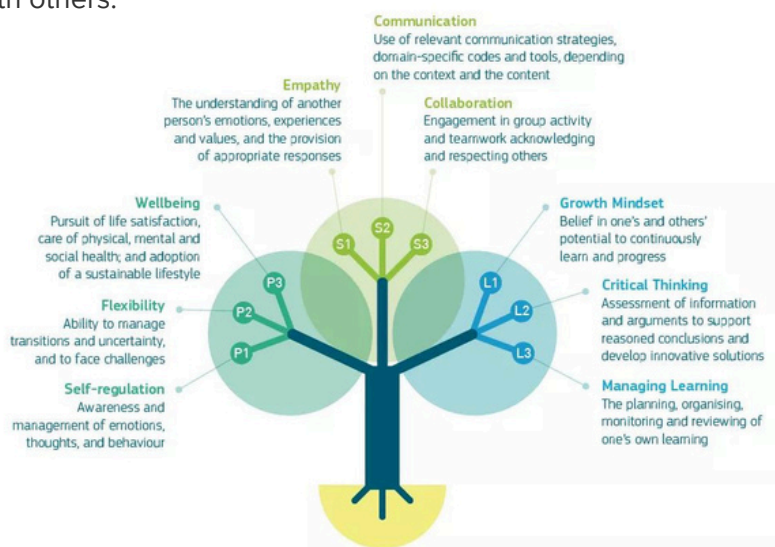 th others.
Communication
Use of relevant communication strategies,
domain-specific codes and tools, depending
on the context and the content
Empathy
The understanding of another
person's emotions, experiences
and values, and the provision
of appropriate responses
Collaboration
Engagement in group activity
and teamwork acknowledging
and respecting others
Wellbeing
Pursuit of life satisfaction,
care of physical, mental and
social health; and adoption
of a sustainable lifestyle
Flexibility
Ability to manage
transitions and uncertainty,
and to face challenges
Self-regulation
Awareness and
management of emotions,
thoughts, and behaviour
P3
P2
P1
S1
S2
S3
L1
L2
L3
Growth Mindset
Belief in one's and others'
potential to continuously
learn and progress
Critical Thinking
Assessment of information
and arguments to support
reasoned conclusions and
develop innovative solutions
Managing Learning
The planning, organising,
monitoring and reviewing of
one's own learning